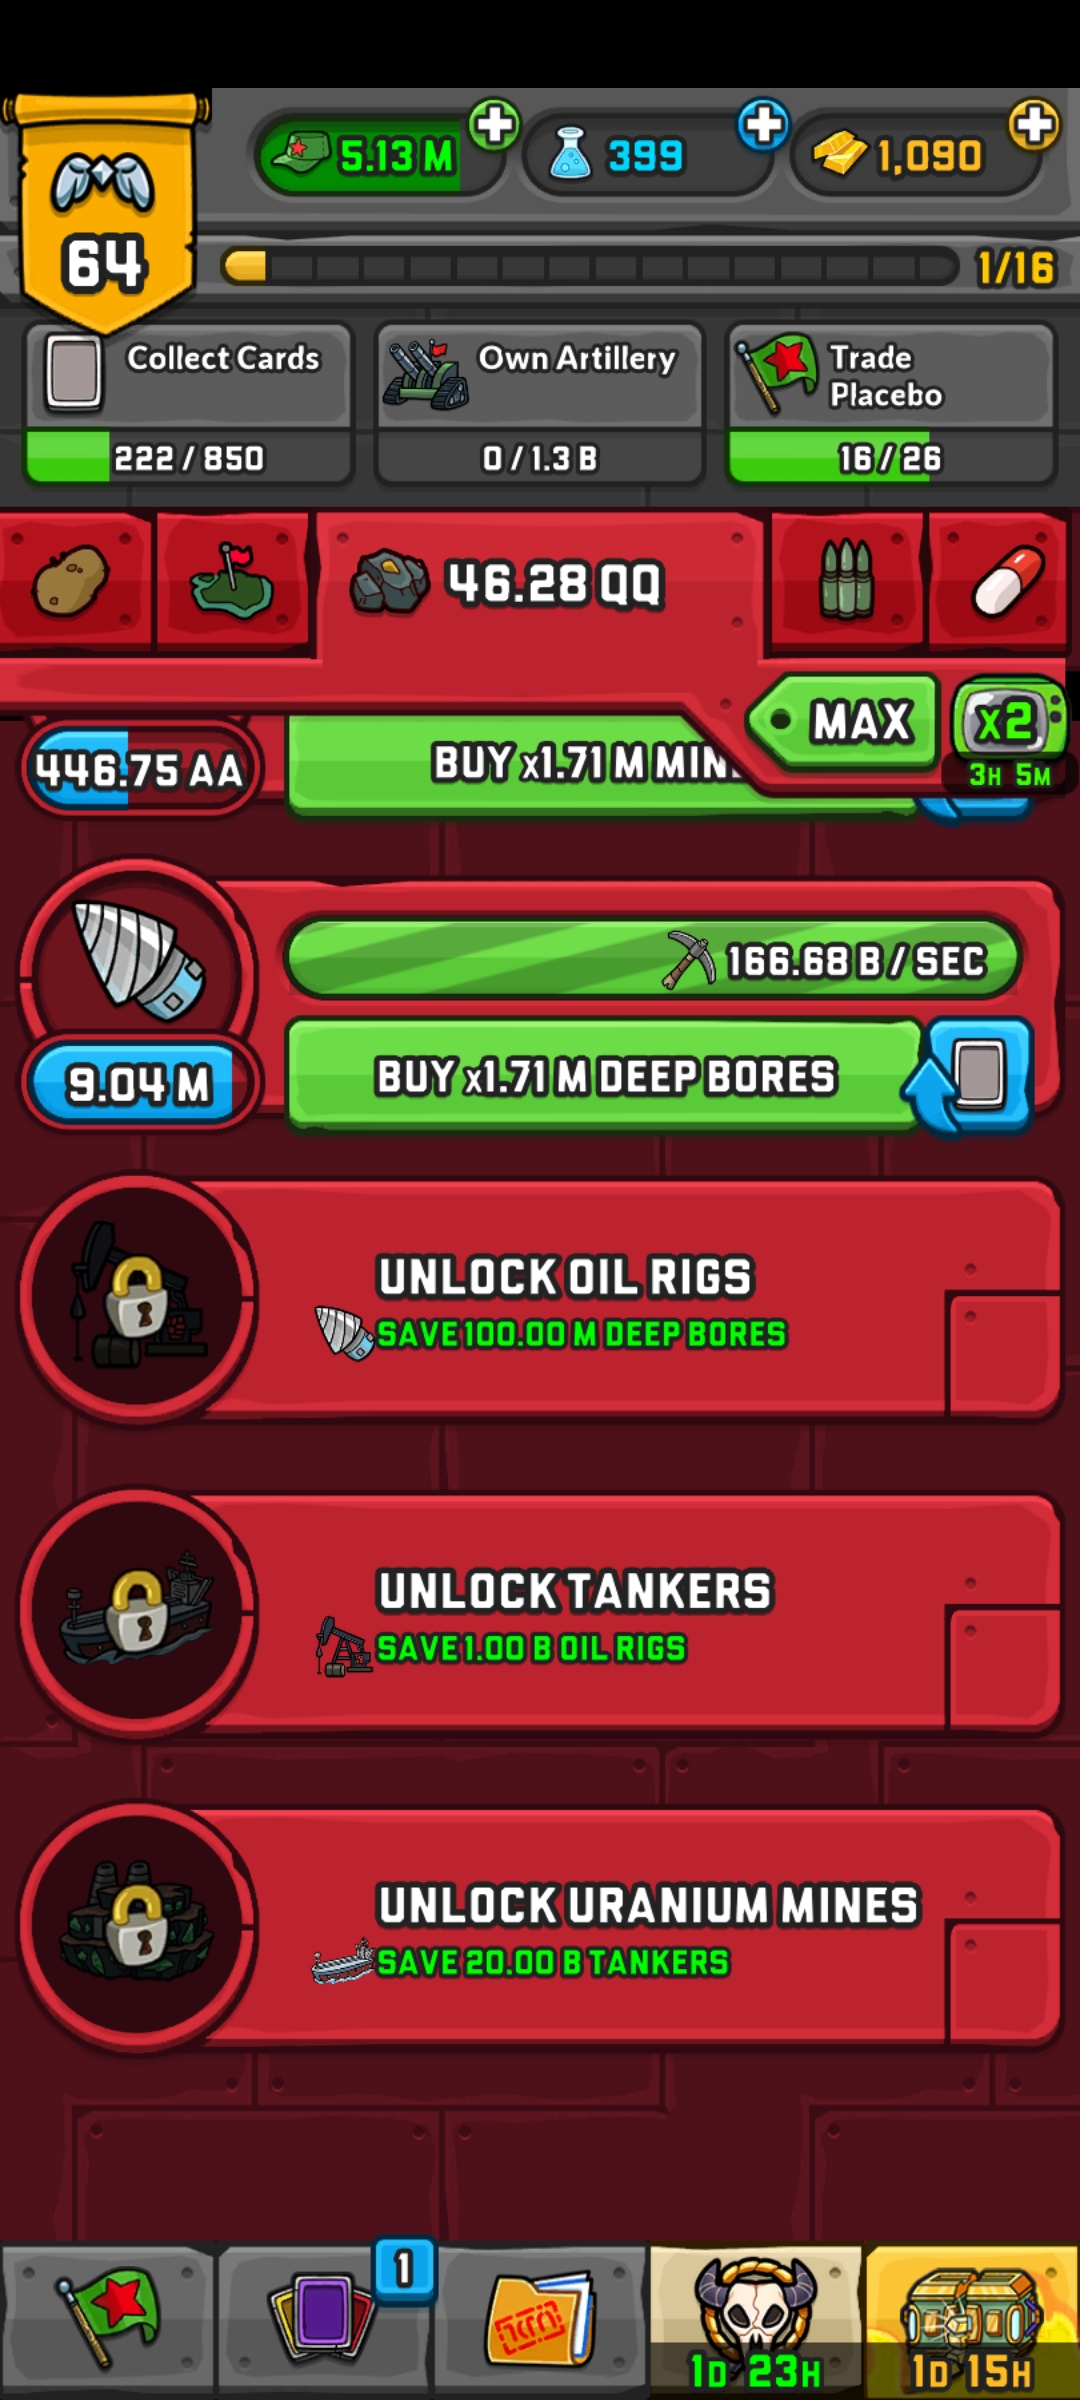 5.13 M
399
1,090
64
1/16
Collect Cards
222 / 850
Own Artillery
0 / 1.3 B
Trade
Placebo
16 / 26
46.28 QQ
MAX
x2
3H 5M
446.75 AA
BUY x1.71 M MIN
166.68 B / SEC
9.04 M
BUY x1.71 M DEEP BORES
UNLOCK OIL RIGS
SAVE 100.00 M DEEP BORES
UNLOCK TANKERS
SAVE 1.00 B OIL RIGS
UNLOCK URANIUM MINES
SAVE 20.00 B TANKERS
1
1D 23H
1D 15H